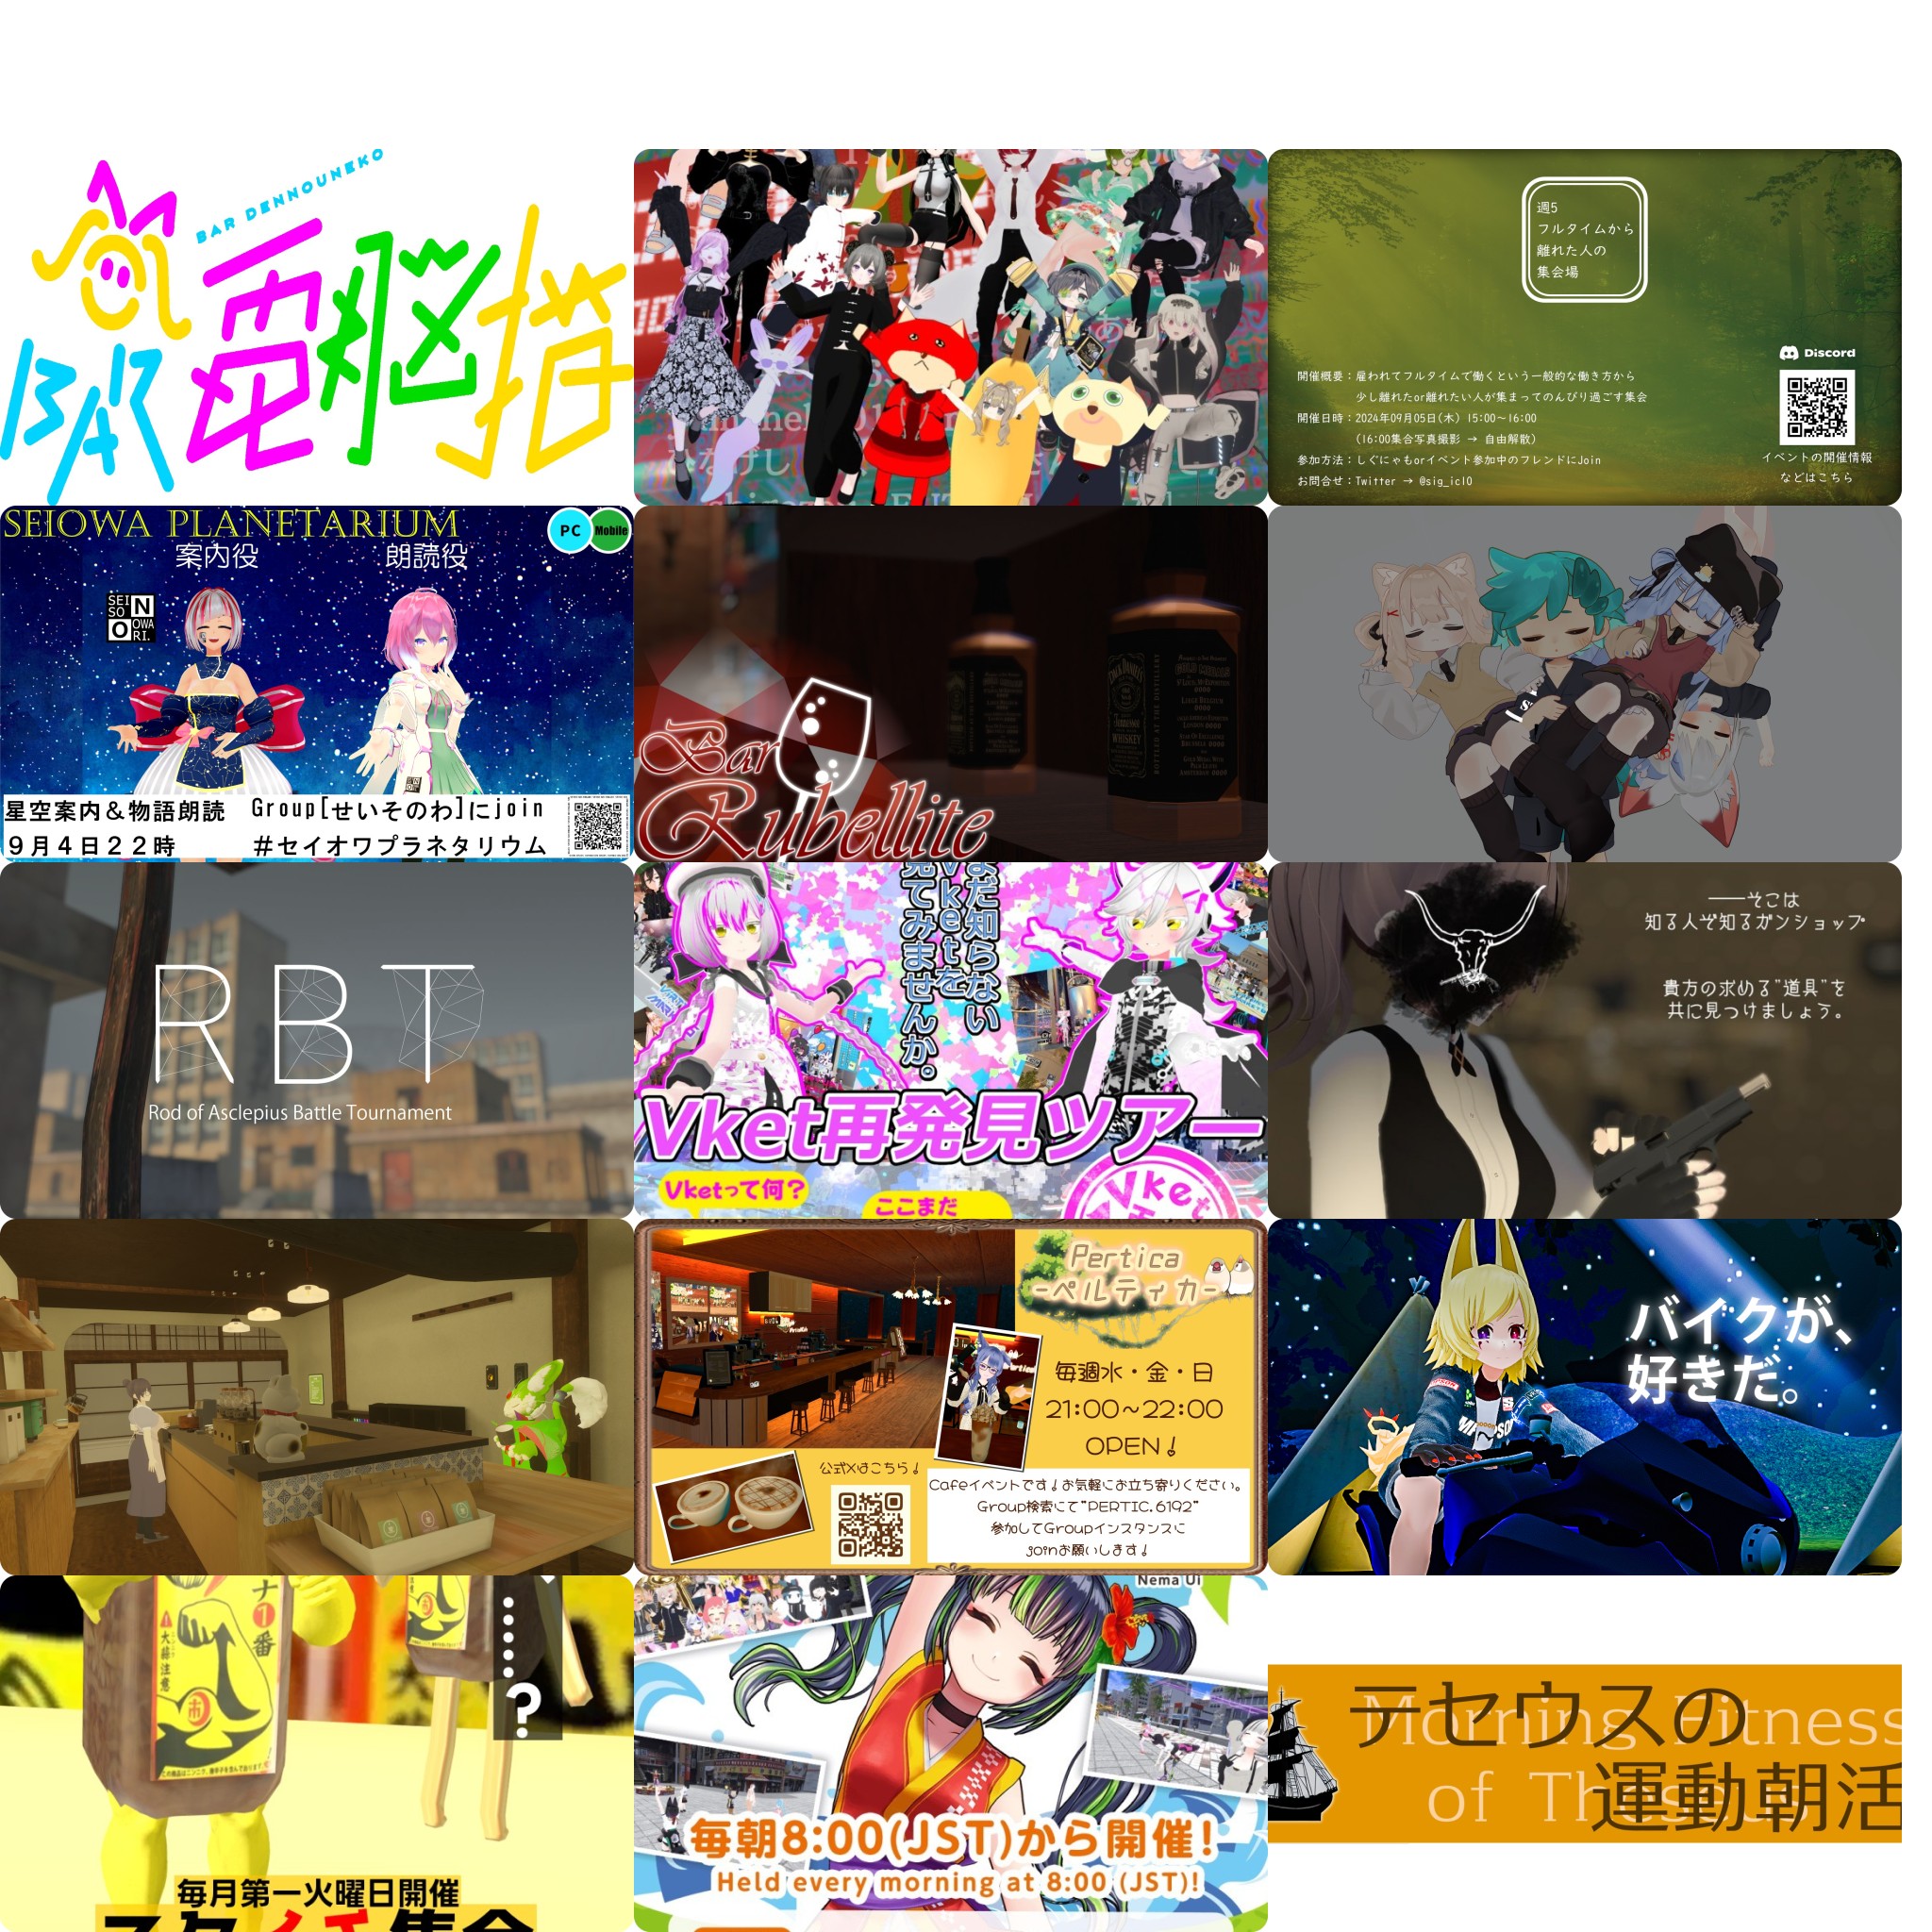 BAR DENNOUNEKO
BAR 電脳猫
週5
フルタイムから
離れた人の
集会場
開催概要：雇われてフルタイムで働くという一般的な働き方から
少し離れたor離れたい人が集まってのんびり過ごす集会
開催日時：2024年09月05日(木) 15:00～16:00
(16:00集合写真撮影 → 自由解散)
参加方法：しぐにゃもorイベント参加中のフレンドにJoin
お問合せ：Twitter → @sig_ic10
Discord
イベントの開催情報
などはこちら
SEIOWA PLANETARIUM
PC
Mobile
案内役
朗読役
SEI
SO
N
O
OWA
RI.
星空案内＆物語朗読
Group[せいそのわ]にjoin
９月４日２２時
＃セイオワプラネタリウム
Bar
Rubellite
WHISKEY
RBT
Rod of Asclepius Battle Tournament
まだ知らない
Vketを
見てみませんか。
Vket再発見ツアー
Vketって何？
ここまだ
Vket
──そこは
知る人ぞ知るガンショップ
貴方の求める"道具"を
共に見つけましょう。
Pertica
-ペルティカ-
毎週水・金・日
21:00~22:00
OPEN！
公式Xはこちら！
Cafeイベントです！お気軽にお立ち寄りください。
Group検索にて"PERTIC.6192"
参加してGroupインスタンスに
joinお願いします！
バイクが、
好きだ。
ナ1番
大蒜注意
市
……？
毎月第一火曜日開催
Nema Ui
毎朝8:00(JST)から開催!
Held every morning at 8:00 (JST)!
テセウスの
運動朝活
Morning Fitness
of Theseus